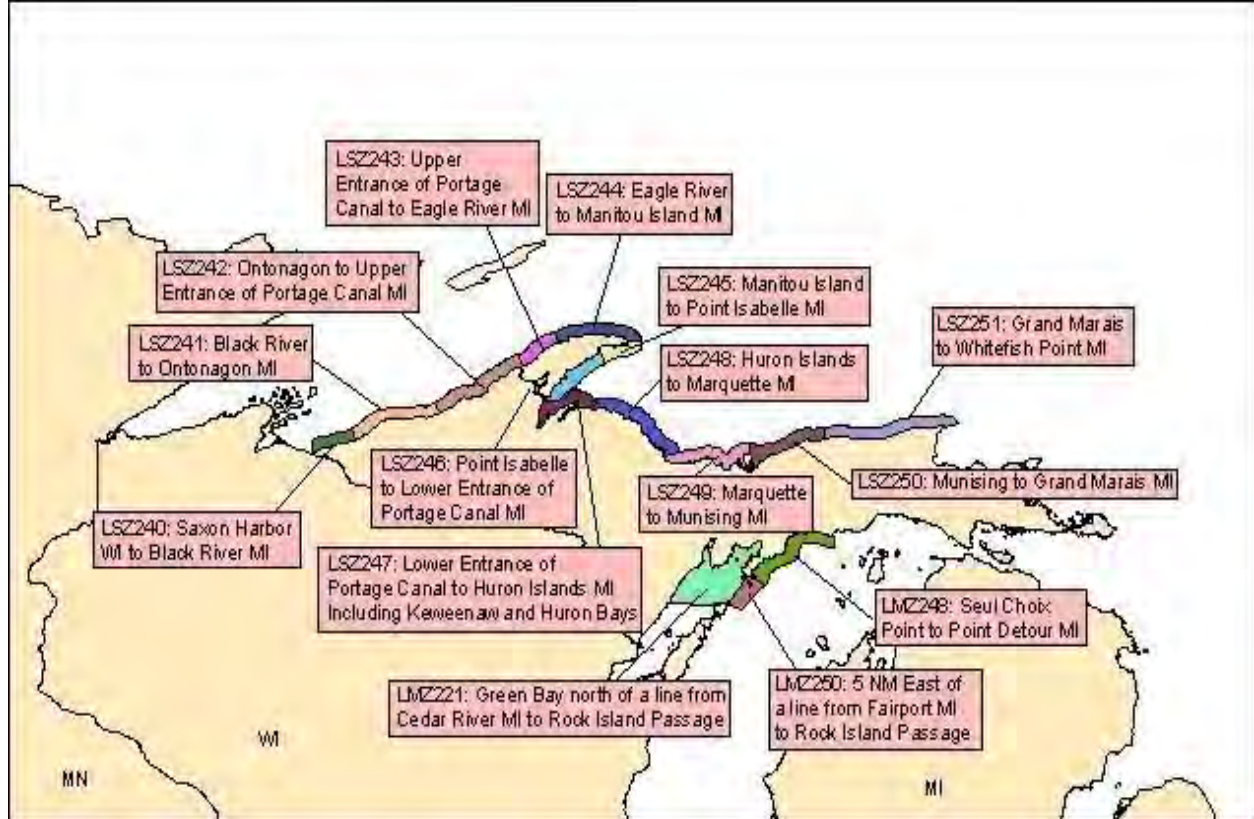 LSZ243: Upper
Entrance of Portage
Canal to Eagle River MI
LSZ244: Eagle River
to Manitou Island MI
LSZ242: Ontonagon to Upper
Entrance of Portage Canal MI
LSZ245: Manitou Island
to Point Isabelle MI
LSZ251: Grand Marais
to Whitefish Point MI
LSZ241: Black River
to Ontonagon MI
LSZ248: Huron Islands
to Marquette MI
LSZ246: Point Isabelle
to Lower Entrance of
Portage Canal MI
LSZ249: Marquette
to Munising MI
LSZ250: Munising to Grand Marais MI
LSZ240: Saxon Harbor
WI to Black River MI
LSZ247: Lower Entrance of
Portage Canal to Huron Islands MI
Including Keweenaw and Huron Bays
LMZ248: Seul Choix
Point to Point Detour MI
LMZ221: Green Bay north of a line from
Cedar River MI to Rock Island Passage
LMZ250: 5 NM East of
a line from Fairport MI
to Rock Island Passage
WI
MN
MI